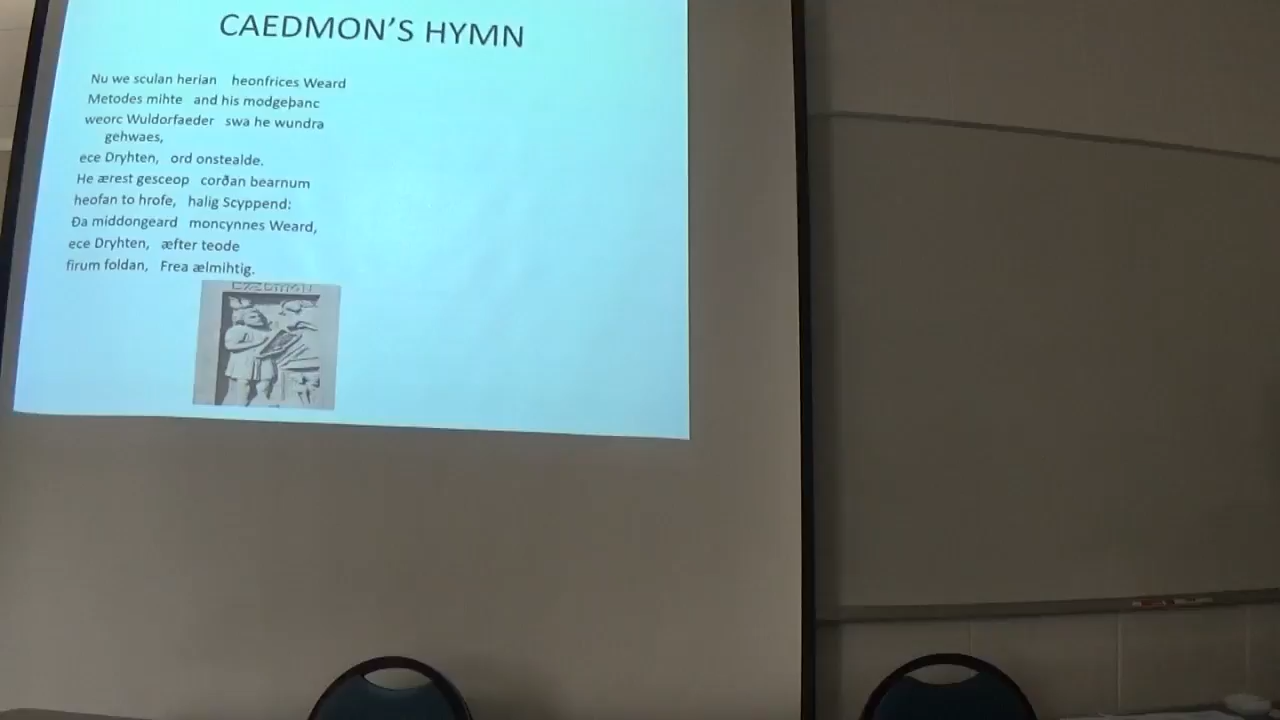 CAEDMON'S HYMN
Nu we sculan herian heonfrices Weard
Metodes mihte and his modgeþanc
weorc Wuldorfaeder swa he wundra
gehwaes,
ece Dryhten, ord onstealde.
He ærest gesceop corðan bearnum
heofan to hrofe, halig Scyppend:
Ða middongeard moncynnes Weard,
ece Dryhten, æfter teode
firum foldan, Frea ælmihtig.
CÆDMON